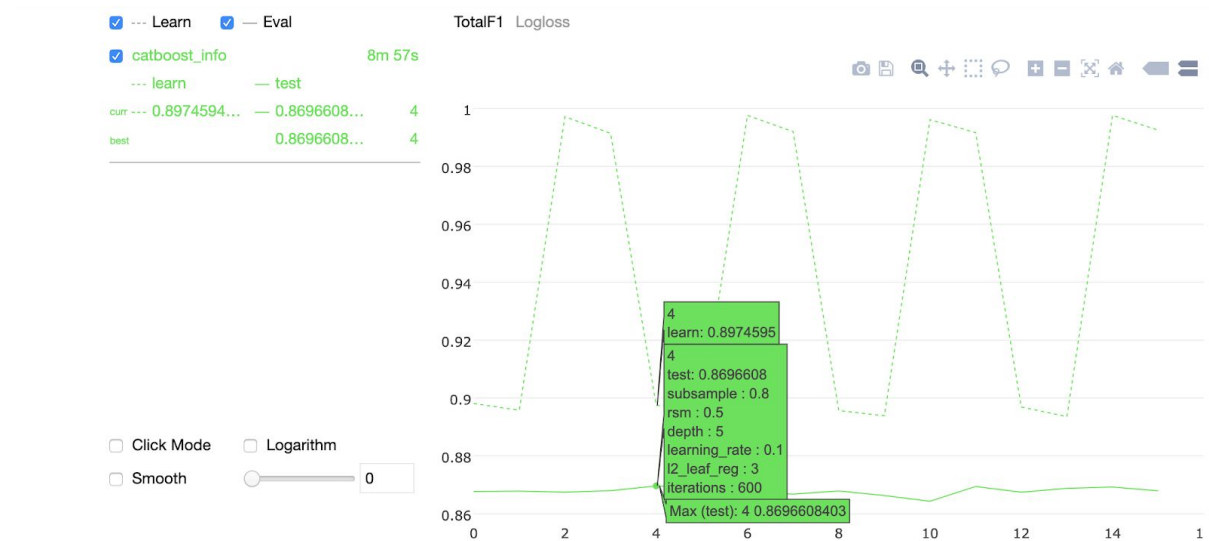 --- Learn — Eval
catboost_info 8m 57s
--- learn — test
curr --- 0.8974594... — 0.8696608... 4
best 0.8696608... 4
Click Mode Logarithm
Smooth 0
TotalF1 Logloss
1
0.98
0.96
0.94
0.92
0.9
0.88
0.86
4
learn: 0.8974595
4
test: 0.8696608
subsample : 0.8
rsm : 0.5
depth : 5
learning_rate : 0.1
l2_leaf_reg : 3
iterations : 600
Max (test): 4 0.8696608403
0 2 4 6 8 10 12 14 1